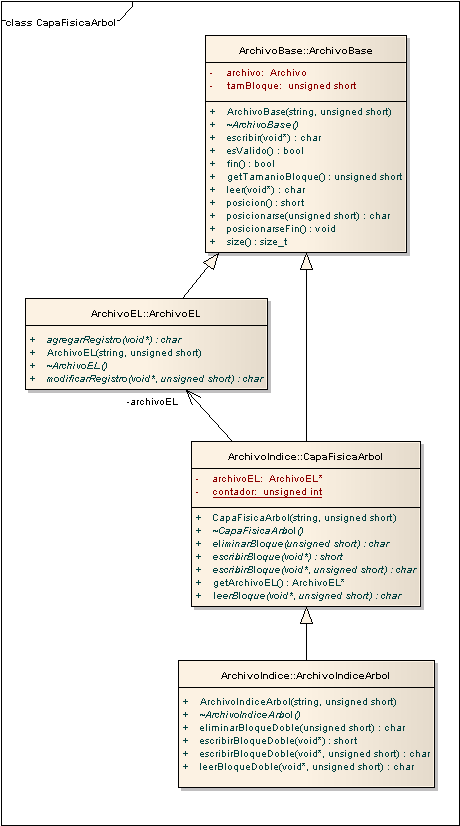 class CapaFisicaArbol
ArchivoBase::ArchivoBase
- archivo: Archivo
- tamBloque: unsigned short
+ ArchivoBase(string, unsigned short)
+ ~ArchivoBase()
+ escribir(void*) : char
+ esValido() : bool
+ fin() : bool
+ getTamanioBloque() : unsigned short
+ leer(void*) : char
+ posicion() : short
+ posicionarse(unsigned short) : char
+ posicionarseFin() : void
+ size() : size_t
ArchivoEL::ArchivoEL
+ agregarRegistro(void*) : char
+ ArchivoEL(string, unsigned short)
+ ~ArchivoEL()
+ modificarRegistro(void*, unsigned short) : char
-archivoEL
ArchivoIndice::CapaFisicaArbol
- archivoEL: ArchivoEL*
- contador: unsigned int
+ CapaFisicaArbol(string, unsigned short)
+ ~CapaFisicaArbol()
+ eliminarBloque(unsigned short) : char
+ escribirBloque(void*) : short
+ escribirBloque(void*, unsigned short) : char
+ getArchivoEL() : ArchivoEL*
+ leerBloque(void*, unsigned short) : char
ArchivoIndice::ArchivoIndiceArbol
+ ArchivoIndiceArbol(string, unsigned short)
+ ~ArchivoIndiceArbol()
+ eliminarBloqueDoble(unsigned short) : char
+ escribirBloqueDoble(void*) : short
+ escribirBloqueDoble(void*, unsigned short) : char
+ leerBloqueDoble(void*, unsigned short) : char